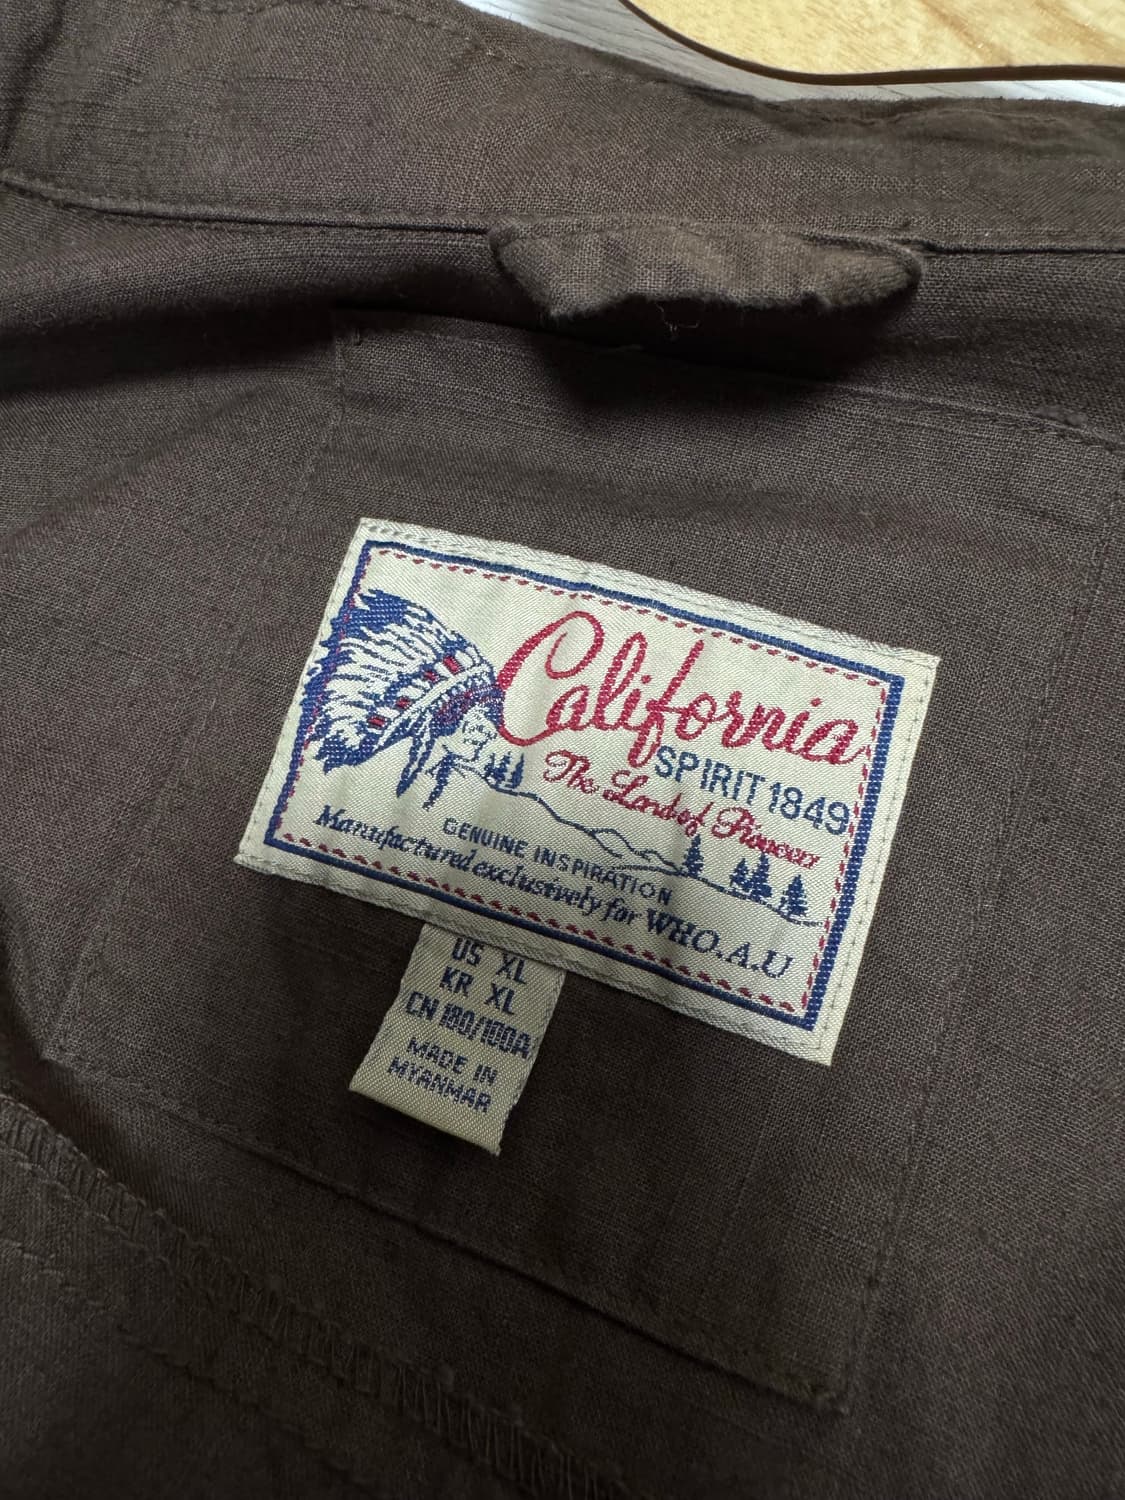 California
SPIRIT 1849
The Land of Pioneers
GENUINE INSPIRATION
Manufactured exclusively for WHO.A.U
US XL
KR XL
CN 180/100A
MADE IN
MYANMAR